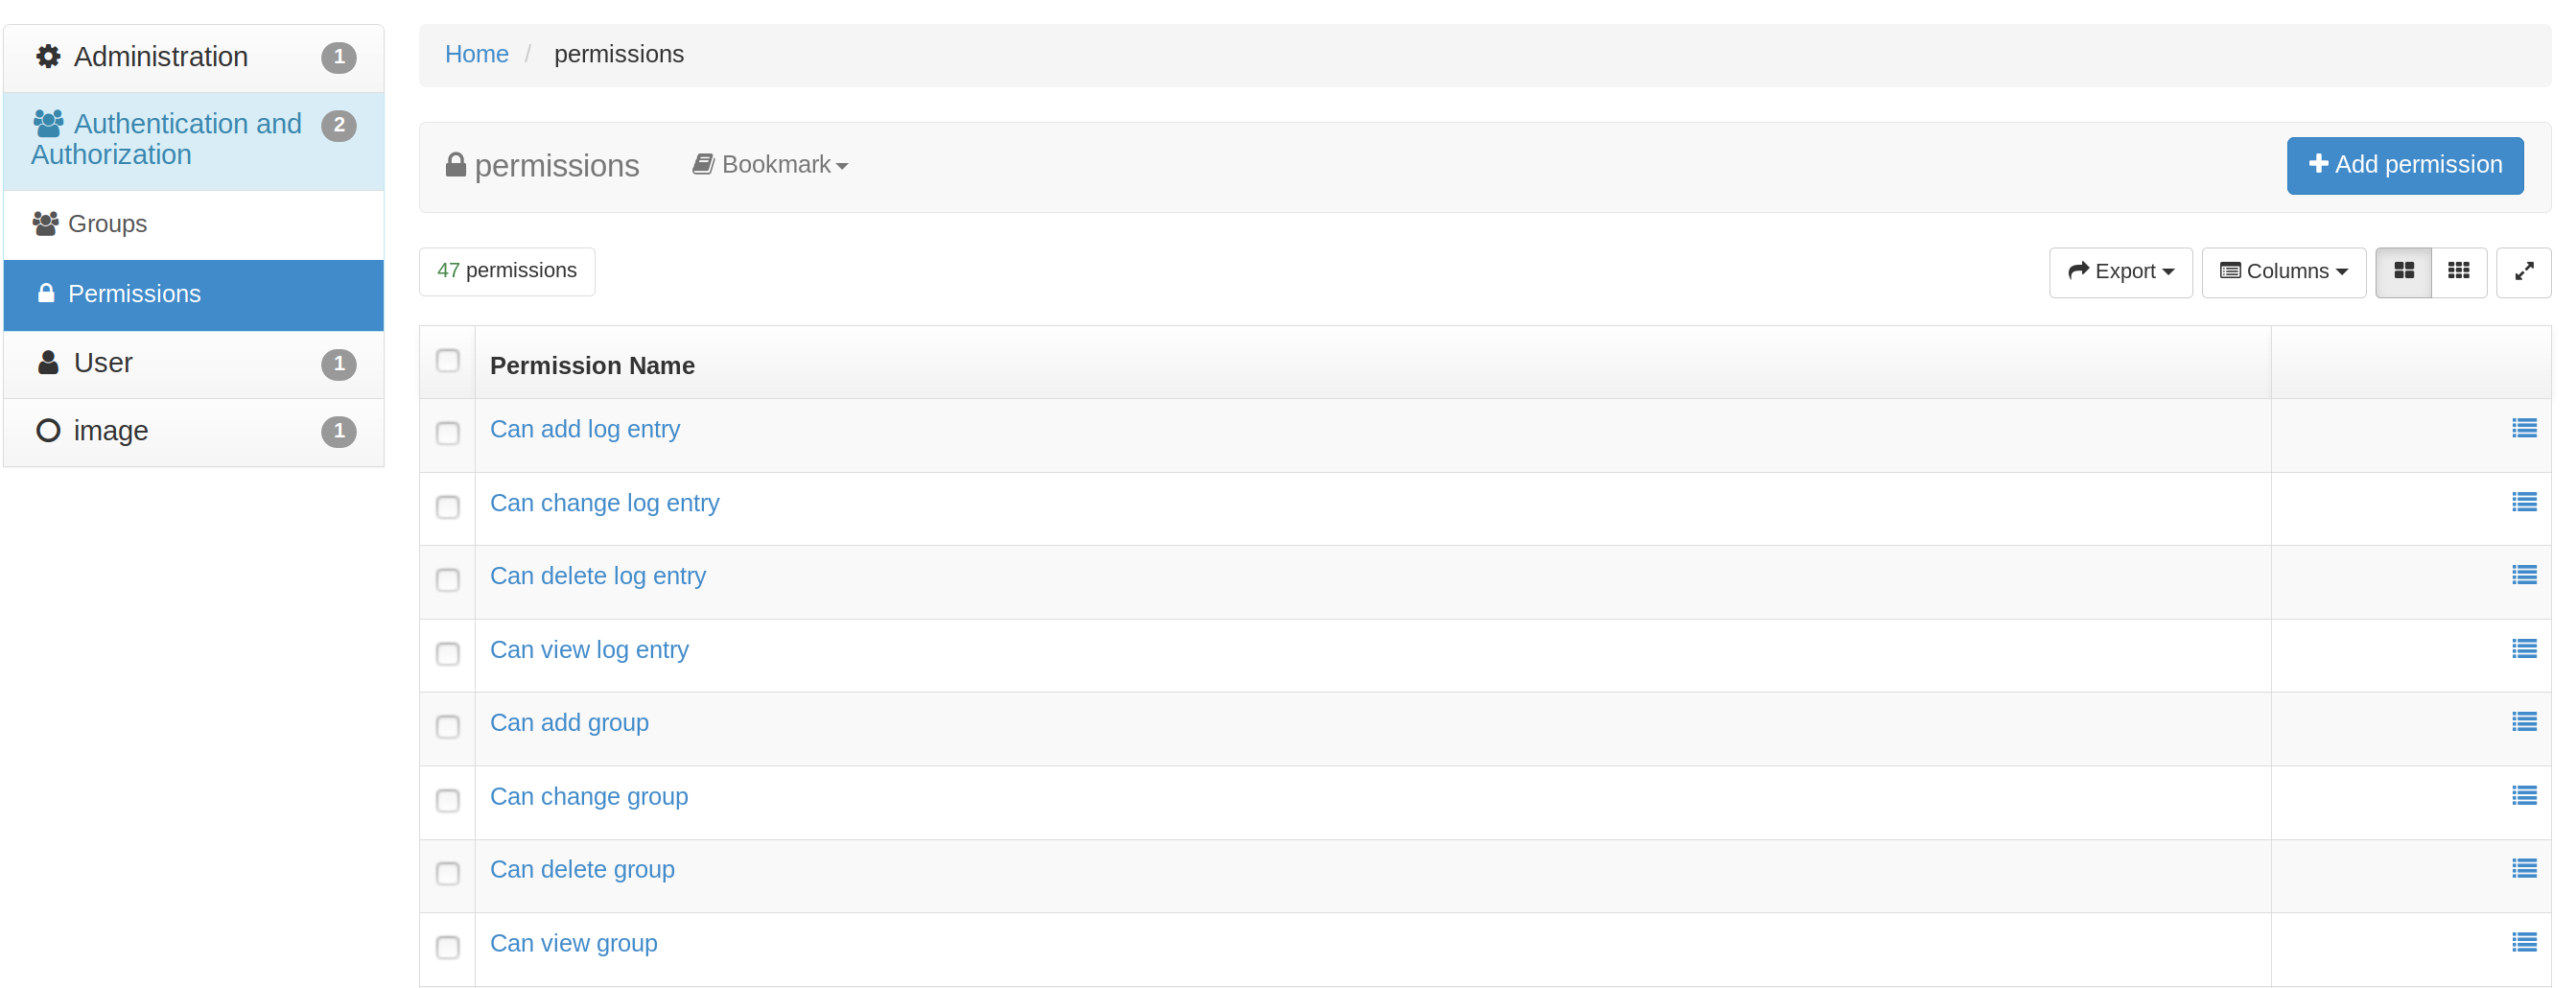 Administration 1
Authentication and 2
Authorization
Groups
Permissions
User 1
image 1
Home / permissions
permissions Bookmark
Add permission
47 permissions
Export Columns
Permission Name
Can add log entry
Can change log entry
Can delete log entry
Can view log entry
Can add group
Can change group
Can delete group
Can view group